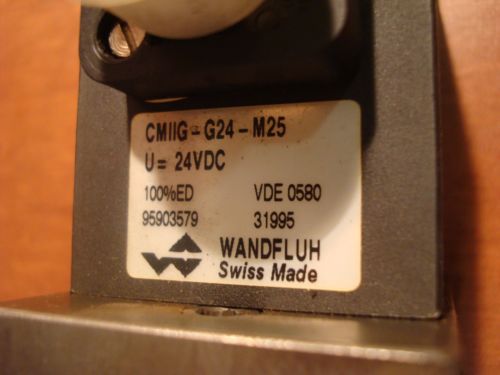 CMIIG-G24-M25
U= 24VDC
100%ED VDE 0580
95903579 31995
WANDFLUH
Swiss Made